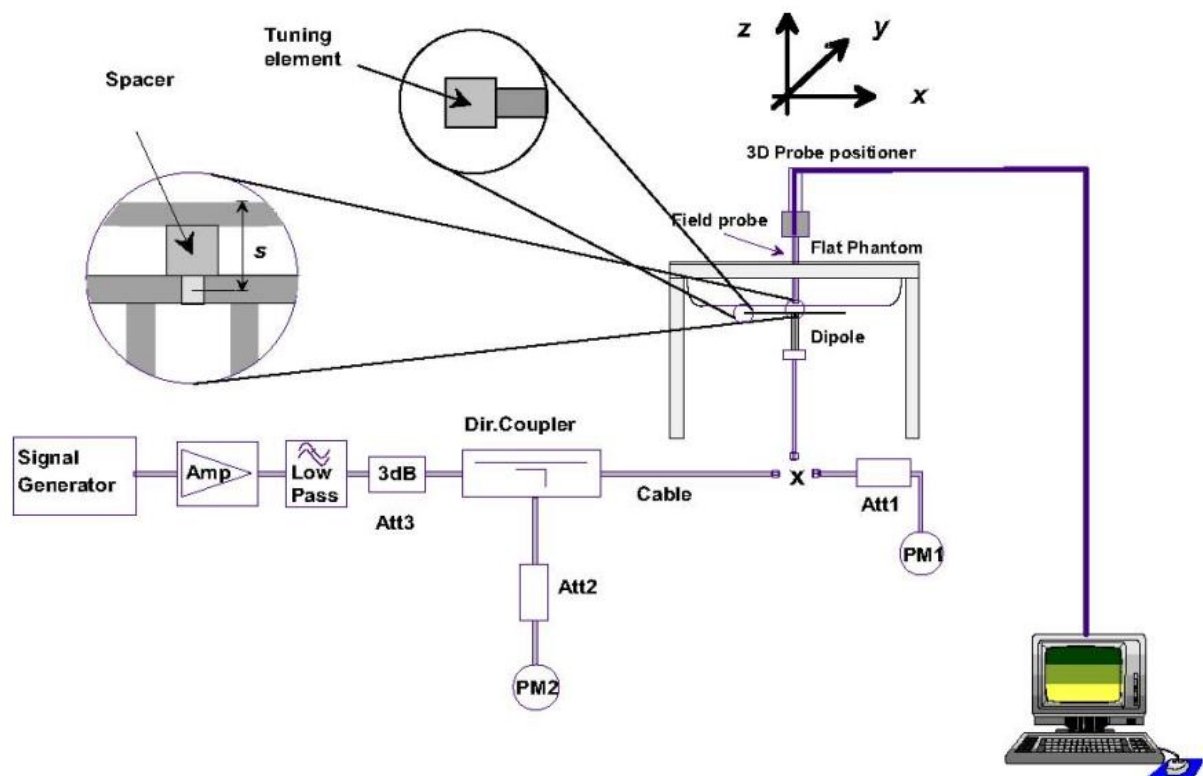 Tuning
element
Spacer
s
z
y
x
3D Probe positioner
Field probe
Flat Phantom
Dipole
Signal
Generator
Amp
Low
Pass
3dB
Att3
Dir.Coupler
Cable
x
Att1
PM1
Att2
PM2